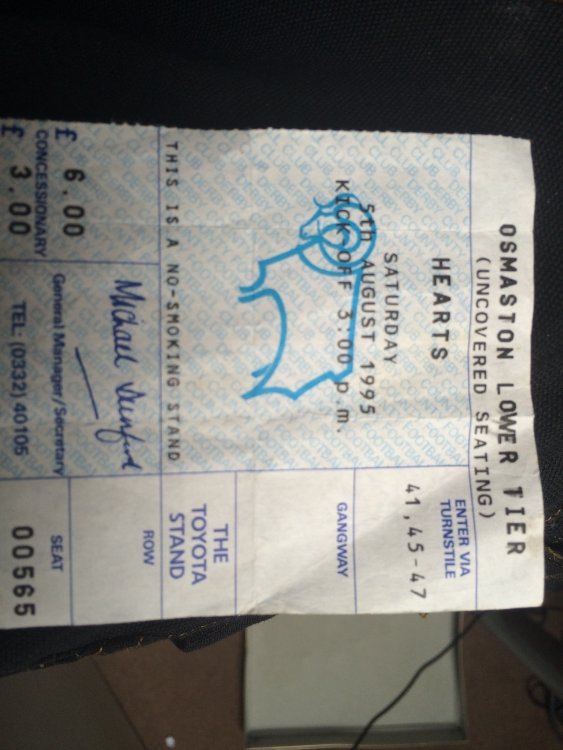 OSMASTON LOWER TIER
(UNCOVERED SEATING)
HEARTS
SATURDAY
5th AUGUST 1995
KICK OFF 3:00 p.m.
THIS IS A NO-SMOKING STAND
£ 6.00
CONCESSIONARY
£ 3.00
Michael Dunford
General Manager/Secretary
TEL: (0332) 40105
ENTER VIA
TURNSTILE
41,45-47
GANGWAY
THE
TOYOTA
STAND
ROW
SEAT
00565